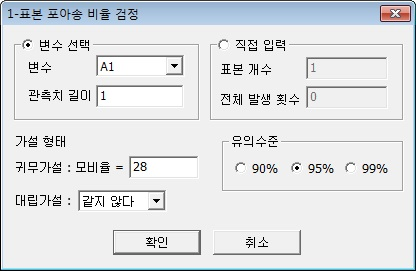 1-표본 포아송 비율 검정
변수 선택
변수 A1
관측치 길이 1
직접 입력
표본 개수 1
전체 발생 횟수 0
가설 형태
귀무가설 : 모비율 = 28
대립가설 : 같지 않다
유의수준
90% 95% 99%
확인 취소